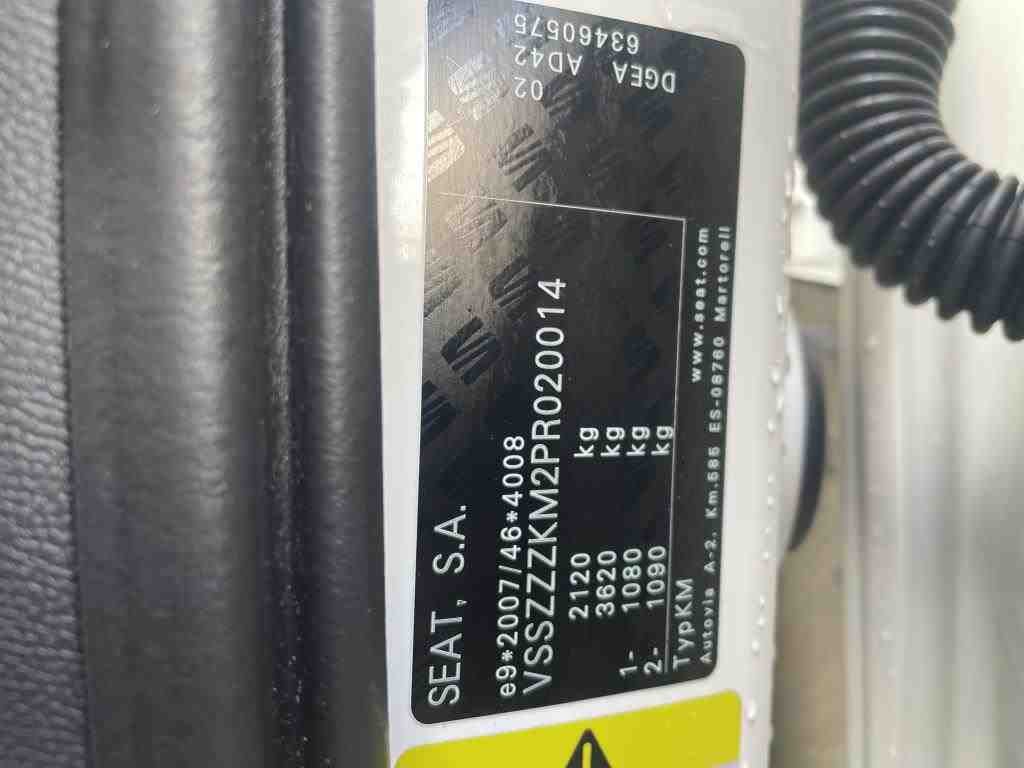 SEAT, S.A.
e9*2007/46*4008
VSSZZZKM2PR020014
2120 kg
3620 kg
1- 1080 kg
2- 1090 kg
TypKM www.seat.com
Autovia A-2, Km.585 ES-08760 Martorell
63460575
02 AD42
DGEA